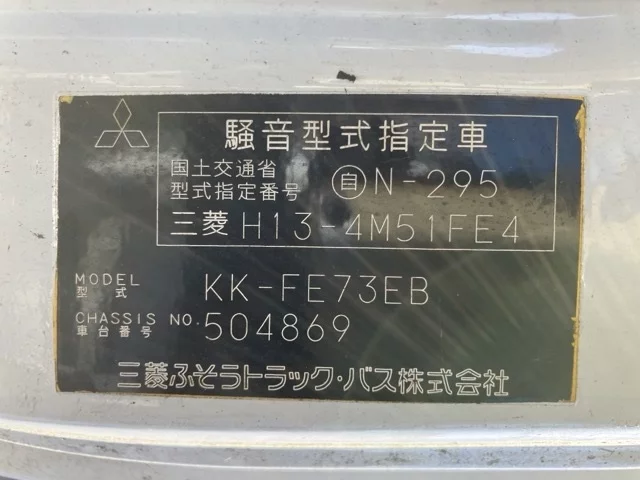 騒音型式指定車
国土交通省
型式指定番号 自N-295
三菱 H13-4M51FE4
MODEL
型式 KK-FE73EB
CHASSIS NO.
車台番号 504869
三菱ふそうトラック・バス株式会社